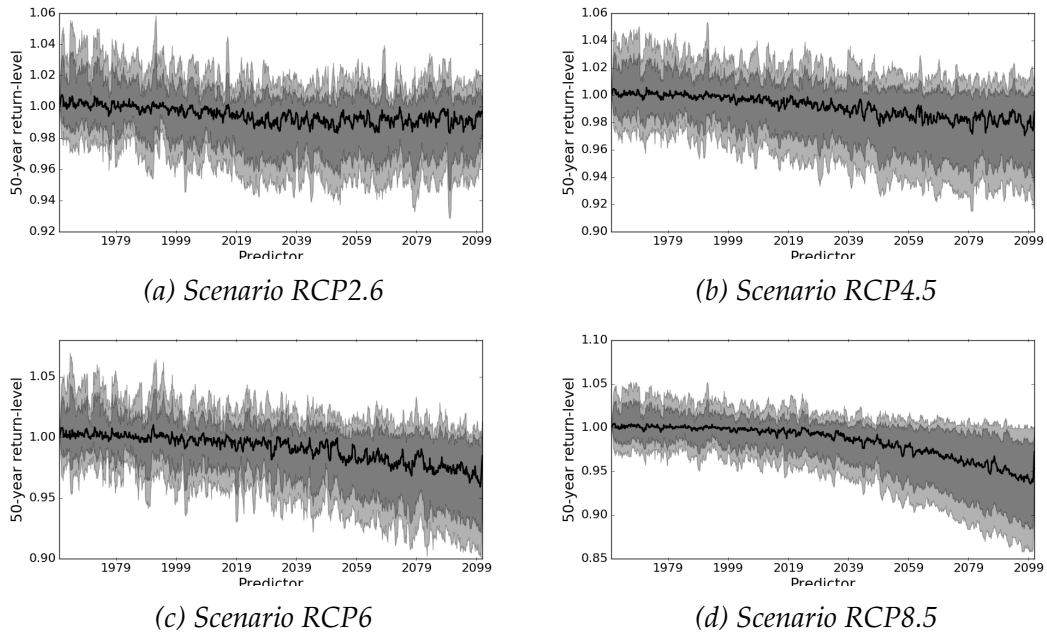 1.06
1.04
1.02
1.00
0.98
0.96
0.94
0.92
50-year return-level
1979 1999 2019 2039 2059 2079 2099
Predictor
(a) Scenario RCP2.6
1.06
1.04
1.02
1.00
0.98
0.96
0.94
0.92
0.90
50-year return-level
1979 1999 2019 2039 2059 2079 2099
Predictor
(b) Scenario RCP4.5
1.05
1.00
0.95
0.90
50-year return-level
1979 1999 2019 2039 2059 2079 2099
Predictor
(c) Scenario RCP6
1.10
1.05
1.00
0.95
0.90
0.85
50-year return-level
1979 1999 2019 2039 2059 2079 2099
Predictor
(d) Scenario RCP8.5